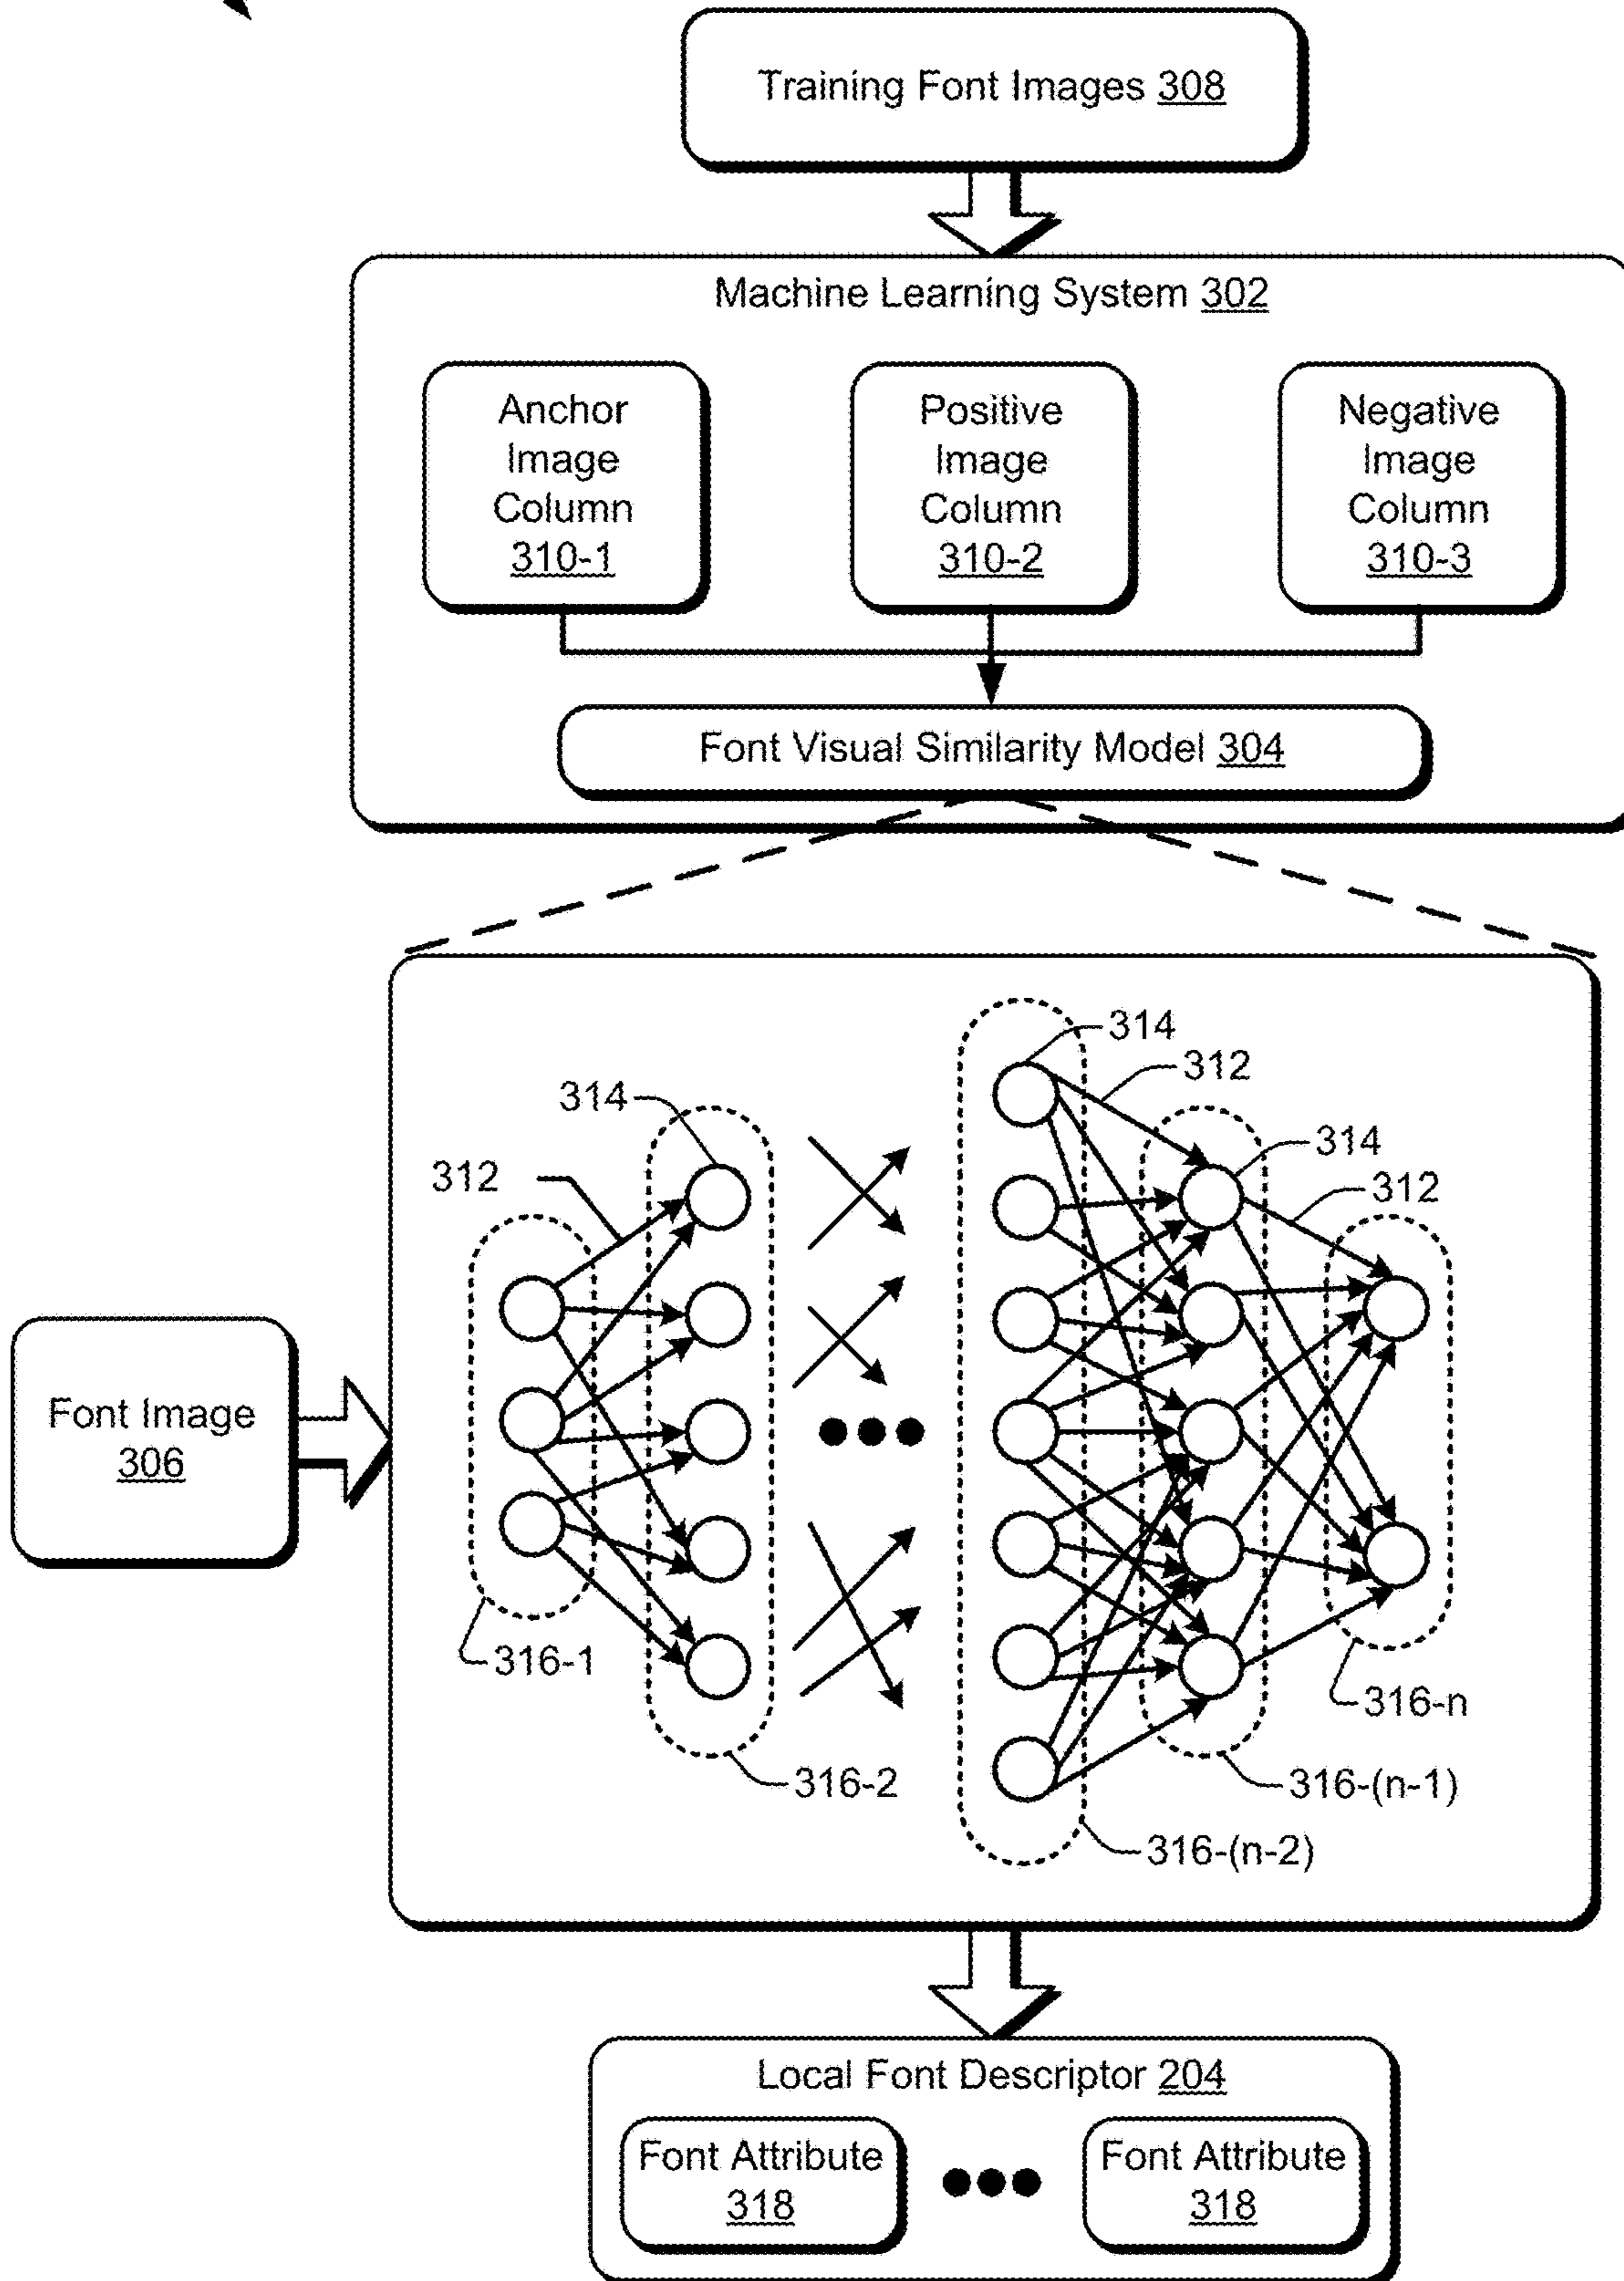 Training Font Images 308
Machine Learning System 302
Anchor
Image
Column
310-1
Positive
Image
Column
310-2
Negative
Image
Column
310-3
Font Visual Similarity Model 304
314
312
314
314
312
312
Font Image
306
316-1
316-n
316-2
316-(n-1)
316-(n-2)
Local Font Descriptor 204
Font Attribute
318
Font Attribute
318